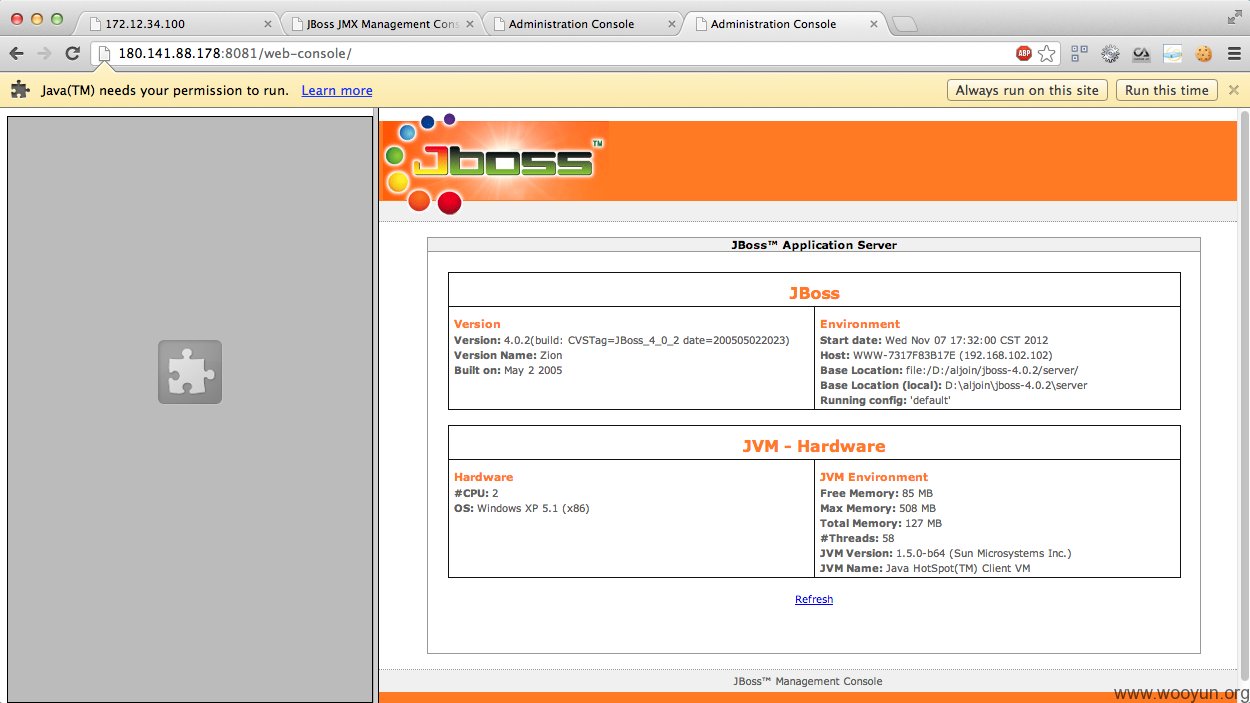 172.12.34.100
JBoss JMX Management Cons
Administration Console
Administration Console
180.141.88.178:8081/web-console/
ABP
Java(TM) needs your permission to run. Learn more
Always run on this site
Run this time
Jboss™
JBoss™ Application Server
JBoss
Version
Version: 4.0.2(build: CVSTag=JBoss_4_0_2 date=200505022023)
Version Name: Zion
Built on: May 2 2005
Environment
Start date: Wed Nov 07 17:32:00 CST 2012
Host: WWW-7317F83B17E (192.168.102.102)
Base Location: file:/D:/aljoin/jboss-4.0.2/server/
Base Location (local): D:\aljoin\jboss-4.0.2\server
Running config: 'default'
JVM - Hardware
Hardware
#CPU: 2
OS: Windows XP 5.1 (x86)
JVM Environment
Free Memory: 85 MB
Max Memory: 508 MB
Total Memory: 127 MB
#Threads: 58
JVM Version: 1.5.0-b64 (Sun Microsystems Inc.)
JVM Name: Java HotSpot(TM) Client VM
Refresh
JBoss™ Management Console
www.wooyun.org